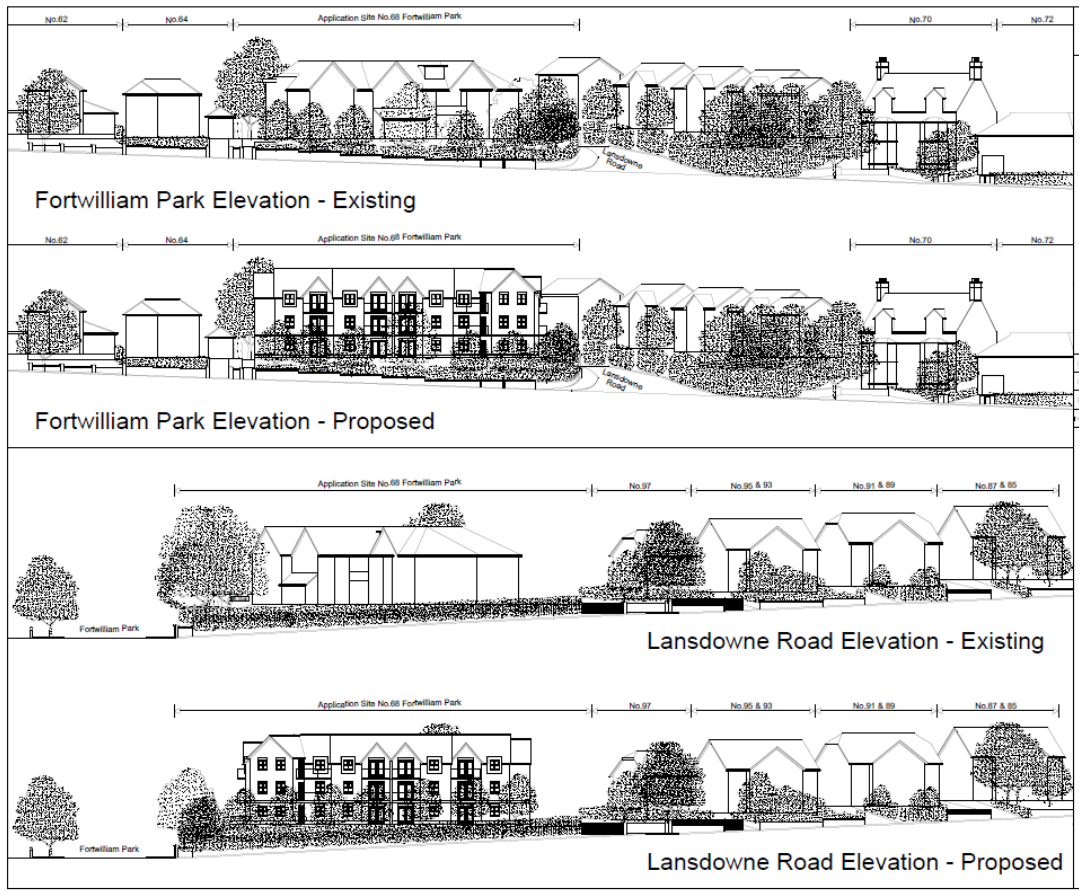 No.62 No.64 Application Site No.68 Fortwilliam Park No.70 No.72
Lansdowne
Road
Fortwilliam Park Elevation - Existing
No.62 No.64 Application Site No.68 Fortwilliam Park No.70 No.72
Lansdowne
Road
Fortwilliam Park Elevation - Proposed
Application Site No.68 Fortwilliam Park No.97 No.95 & 93 No.91 & 89 No.87 & 85
Fortwilliam Park
Lansdowne Road Elevation - Existing
Application Site No.68 Fortwilliam Park No.97 No.95 & 93 No.91 & 89 No.87 & 85
Fortwilliam Park
Lansdowne Road Elevation - Proposed